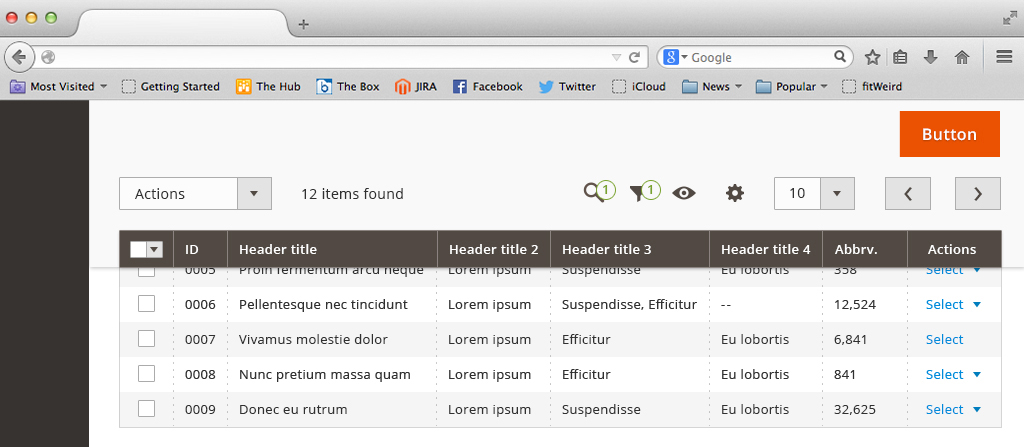 Google
Most Visited Getting Started The Hub The Box JIRA Facebook Twitter iCloud News Popular fitWeird
Button
Actions 12 items found 1 1 10
ID Header title Header title 2 Header title 3 Header title 4 Abbrv. Actions
0005 Proin fermentum arcu neque Lorem ipsum Suspendisse Eu lobortis 358 Select
0006 Pellentesque nec tincidunt Lorem ipsum Suspendisse, Efficitur -- 12,524 Select
0007 Vivamus molestie dolor Lorem ipsum Efficitur Eu lobortis 6,841 Select
0008 Nunc pretium massa quam Lorem ipsum Efficitur Eu lobortis 841 Select
0009 Donec eu rutrum Lorem ipsum Suspendisse Eu lobortis 32,625 Select